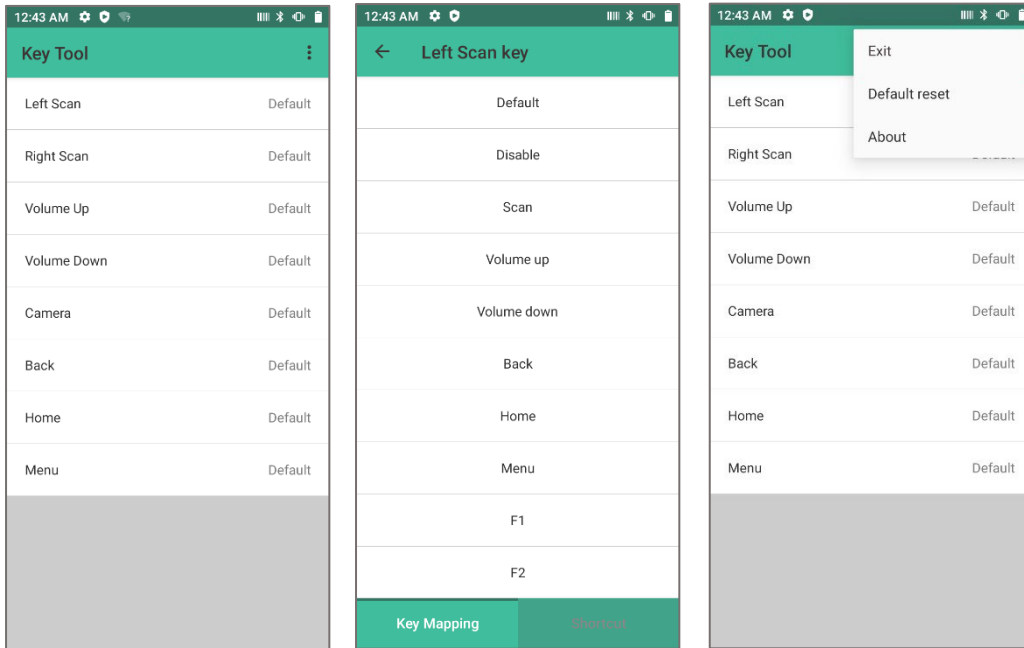 12:43 AM
Key Tool
Left Scan Default
Right Scan Default
Volume Up Default
Volume Down Default
Camera Default
Back Default
Home Default
Menu Default
12:43 AM
Left Scan key
Default
Disable
Scan
Volume up
Volume down
Back
Home
Menu
F1
F2
Key Mapping
12:43 AM
Key Tool
Exit
Default reset
About
Left Scan
Right Scan
Volume Up Default
Volume Down Default
Camera Default
Back Default
Home Default
Menu Default